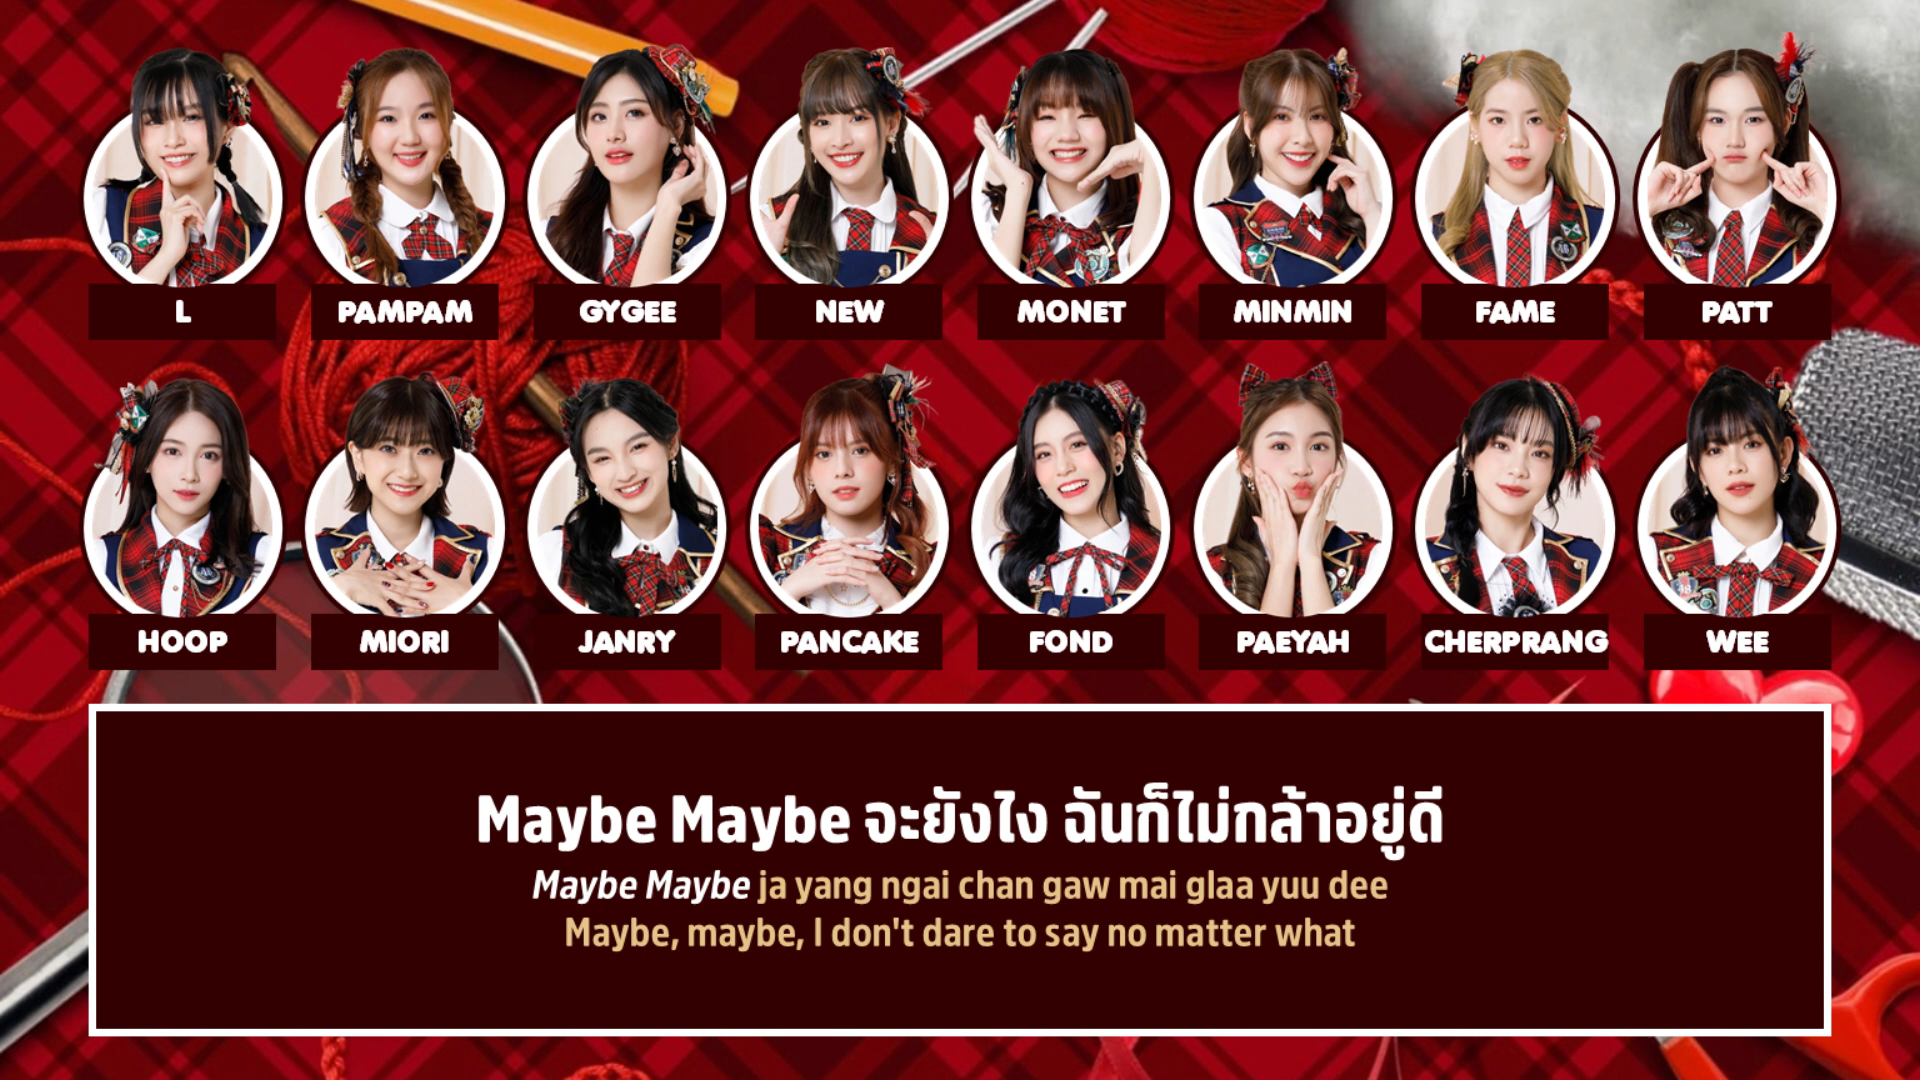 L
PAMPAM
GYGEE
NEW
MONET
MINMIN
FAME
PATT
HOOP
MIORI
JANRY
PANCAKE
FOND
PAEYAH
CHERPRANG
WEE
Maybe Maybe จะยังไง ฉันก็ไม่กล้าอยู่ดี
Maybe Maybe ja yang ngai chan gaw mai glaa yuu dee
Maybe, maybe, I don't dare to say no matter what